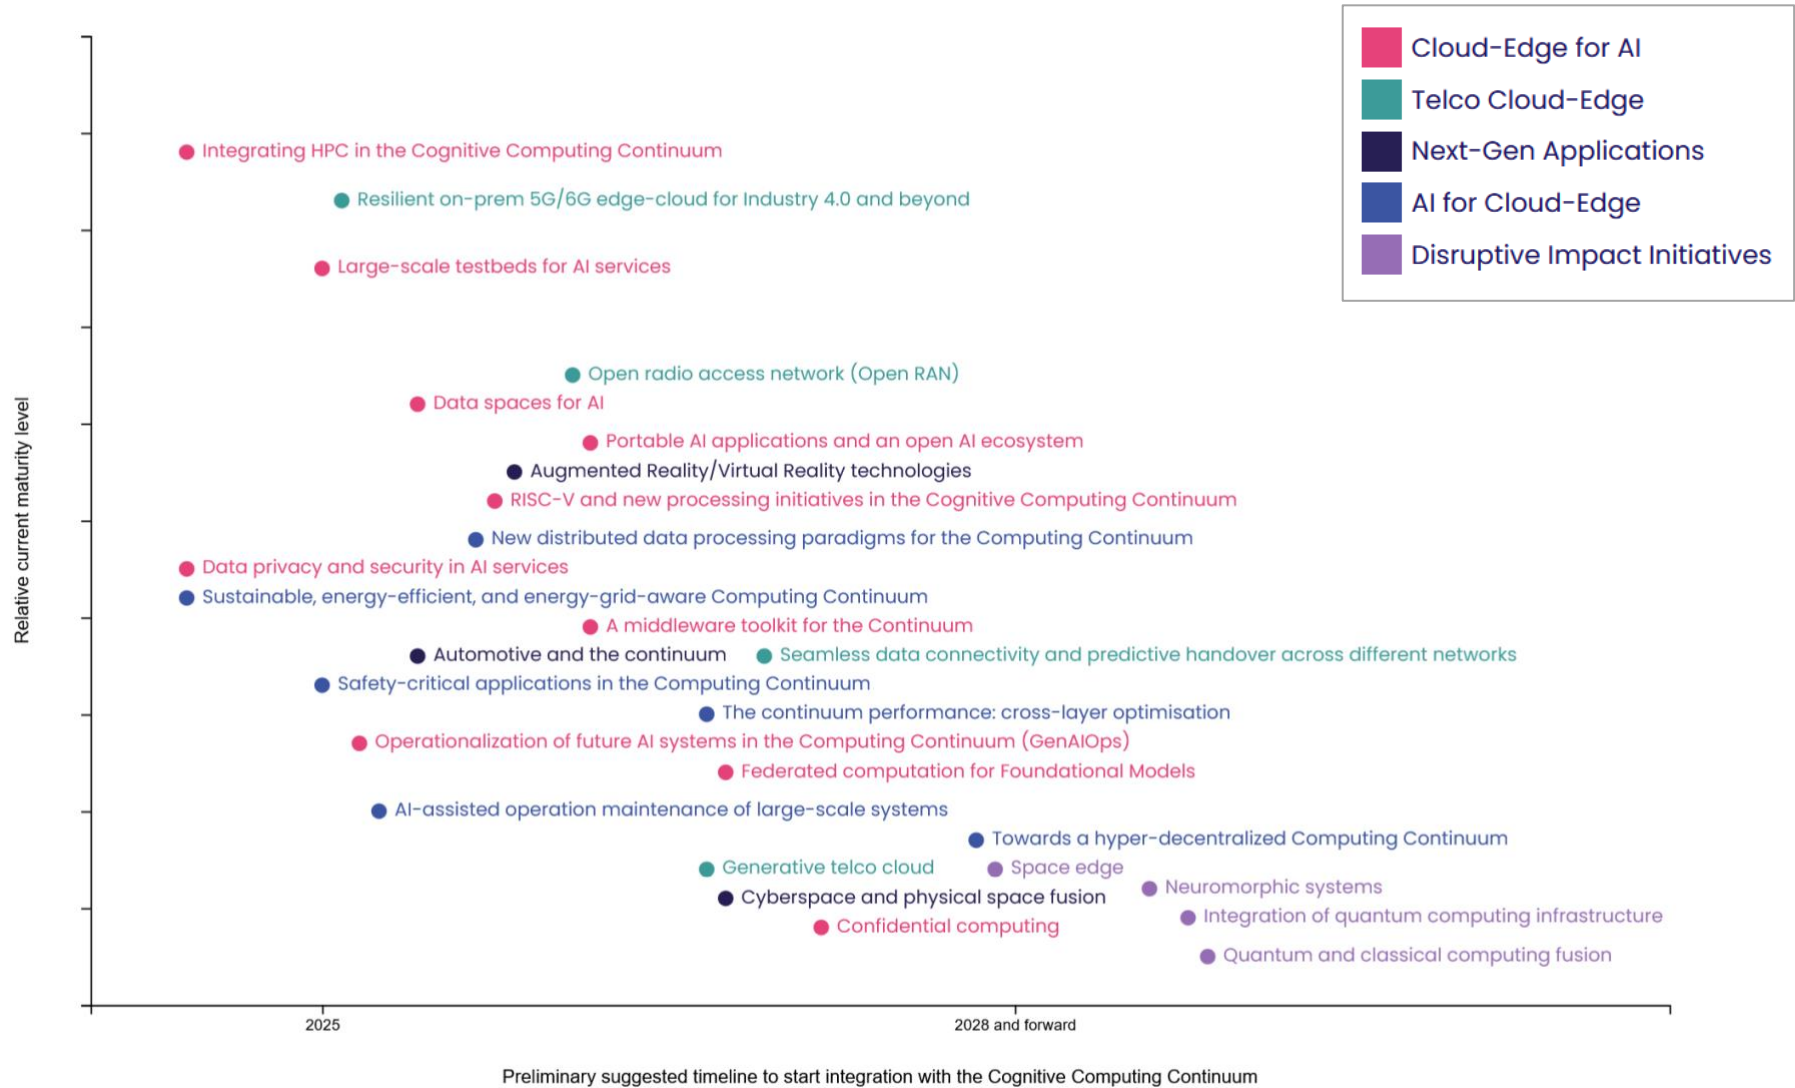 Cloud-Edge for AI
Telco Cloud-Edge
Next-Gen Applications
AI for Cloud-Edge
Disruptive Impact Initiatives
Integrating HPC in the Cognitive Computing Continuum
Resilient on-prem 5G/6G edge-cloud for Industry 4.0 and beyond
Large-scale testbeds for AI services
Open radio access network (Open RAN)
Data spaces for AI
Portable AI applications and an open AI ecosystem
Augmented Reality/Virtual Reality technologies
RISC-V and new processing initiatives in the Cognitive Computing Continuum
New distributed data processing paradigms for the Computing Continuum
Data privacy and security in AI services
Sustainable, energy-efficient, and energy-grid-aware Computing Continuum
A middleware toolkit for the Continuum
Automotive and the continuum
Seamless data connectivity and predictive handover across different networks
Safety-critical applications in the Computing Continuum
The continuum performance: cross-layer optimisation
Operationalization of future AI systems in the Computing Continuum (GenAIOps)
Federated computation for Foundational Models
AI-assisted operation maintenance of large-scale systems
Towards a hyper-decentralized Computing Continuum
Generative telco cloud
Space edge
Neuromorphic systems
Cyberspace and physical space fusion
Integration of quantum computing infrastructure
Confidential computing
Quantum and classical computing fusion
Relative current maturity level
2025
2028 and forward
Preliminary suggested timeline to start integration with the Cognitive Computing Continuum